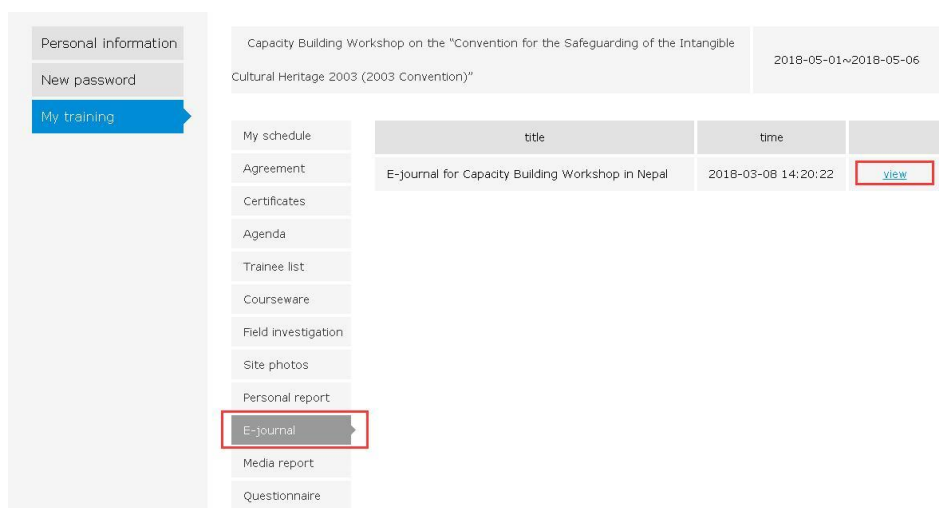 Personal information
New password
My training
Capacity Building Workshop on the "Convention for the Safeguarding of the Intangible
Cultural Heritage 2003 (2003 Convention)"
2018-05-01~2018-05-06
My schedule
Agreement
Certificates
Agenda
Trainee list
Courseware
Field investigation
Site photos
Personal report
E-journal
Media report
Questionnaire
title time
E-journal for Capacity Building Workshop in Nepal 2018-03-08 14:20:22 view